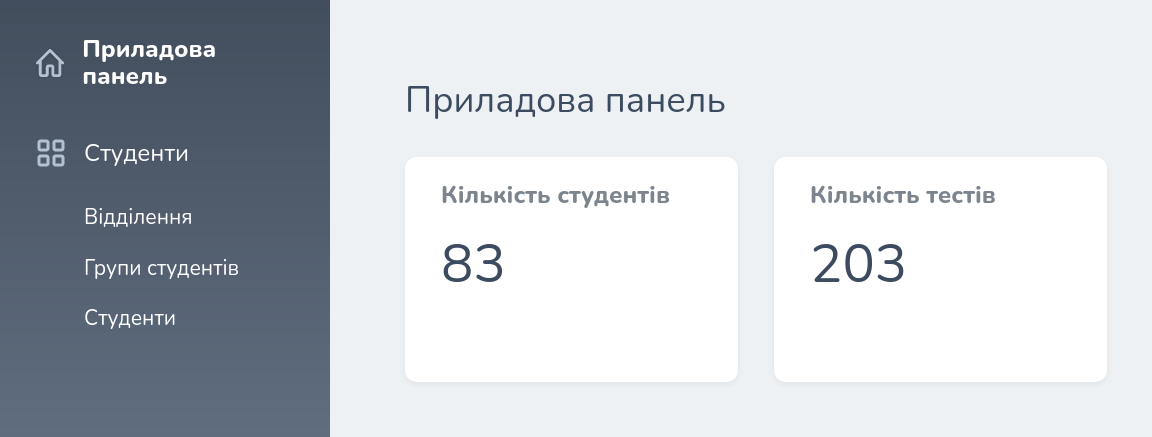 Приладова
панель
Студенти
Відділення
Групи студентів
Студенти
Приладова панель
Кількість студентів
83
Кількість тестів
203